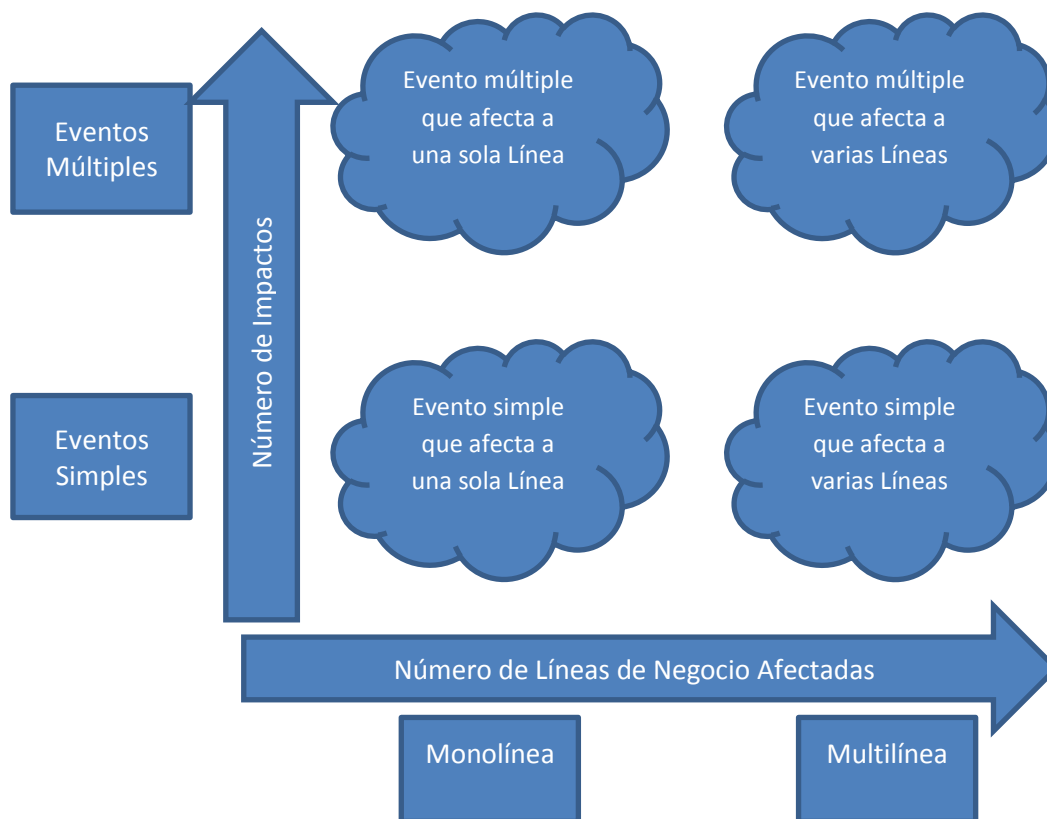 Eventos
Múltiples
Evento múltiple
que afecta a
una sola Línea
Evento múltiple
que afecta a
varias Líneas
Número de Impactos
Eventos
Simples
Evento simple
que afecta a
una sola Línea
Evento simple
que afecta a
varias Líneas
Número de Líneas de Negocio Afectadas
Monolínea
Multilínea